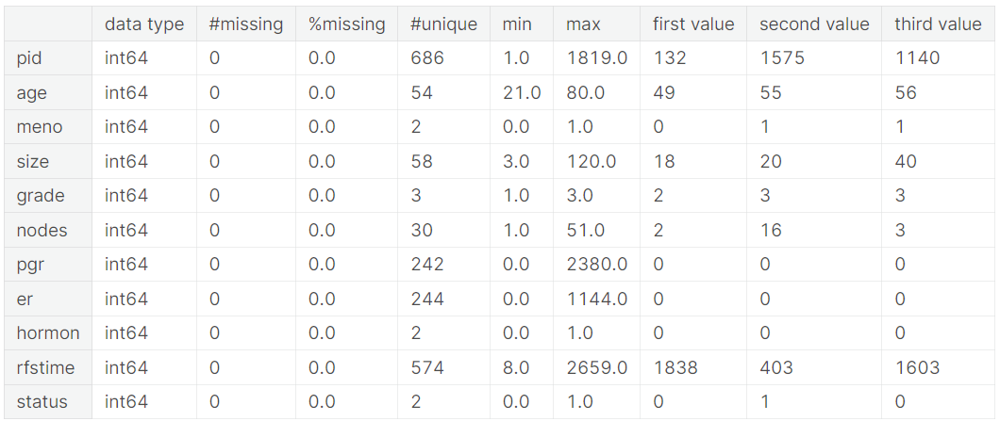 data type #missing %missing #unique min max first value second value third value
pid int64 0 0.0 686 1.0 1819.0 132 1575 1140
age int64 0 0.0 54 21.0 80.0 49 55 56
meno int64 0 0.0 2 0.0 1.0 0 1 1
size int64 0 0.0 58 3.0 120.0 18 20 40
grade int64 0 0.0 3 1.0 3.0 2 3 3
nodes int64 0 0.0 30 1.0 51.0 2 16 3
pgr int64 0 0.0 242 0.0 2380.0 0 0 0
er int64 0 0.0 244 0.0 1144.0 0 0 0
hormon int64 0 0.0 2 0.0 1.0 0 0 0
rfstime int64 0 0.0 574 8.0 2659.0 1838 403 1603
status int64 0 0.0 2 0.0 1.0 0 1 0